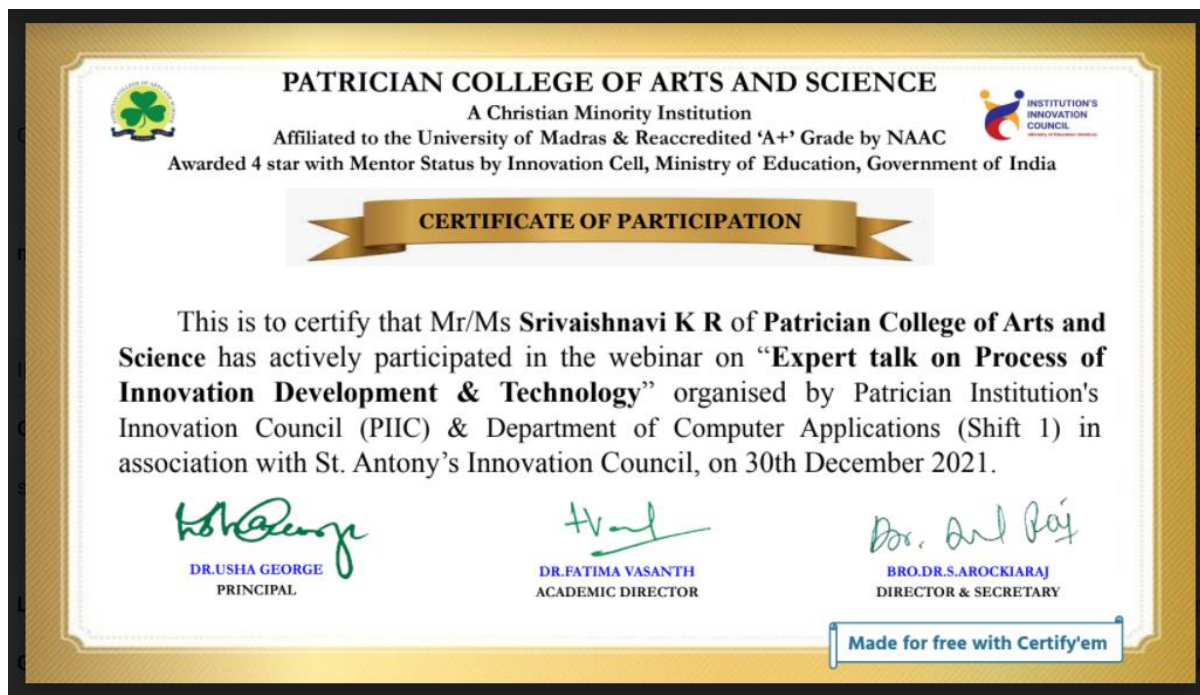 PATRICIAN COLLEGE OF ARTS AND SCIENCE
A Christian Minority Institution
Affiliated to the University of Madras & Reaccredited ‘A+’ Grade by NAAC
Awarded 4 star with Mentor Status by Innovation Cell, Ministry of Education, Government of India
INSTITUTION'S
INNOVATION
COUNCIL
CERTIFICATE OF PARTICIPATION
This is to certify that Mr/Ms Srivaishnavi K R of Patrician College of Arts and
Science has actively participated in the webinar on “Expert talk on Process of
Innovation Development & Technology” organised by Patrician Institution's
Innovation Council (PIIC) & Department of Computer Applications (Shift 1) in
association with St. Antony’s Innovation Council, on 30th December 2021.
DR.USHA GEORGE
PRINCIPAL
DR.FATIMA VASANTH
ACADEMIC DIRECTOR
BRO.DR.S.AROCKIARAJ
DIRECTOR & SECRETARY
Made for free with Certify'em